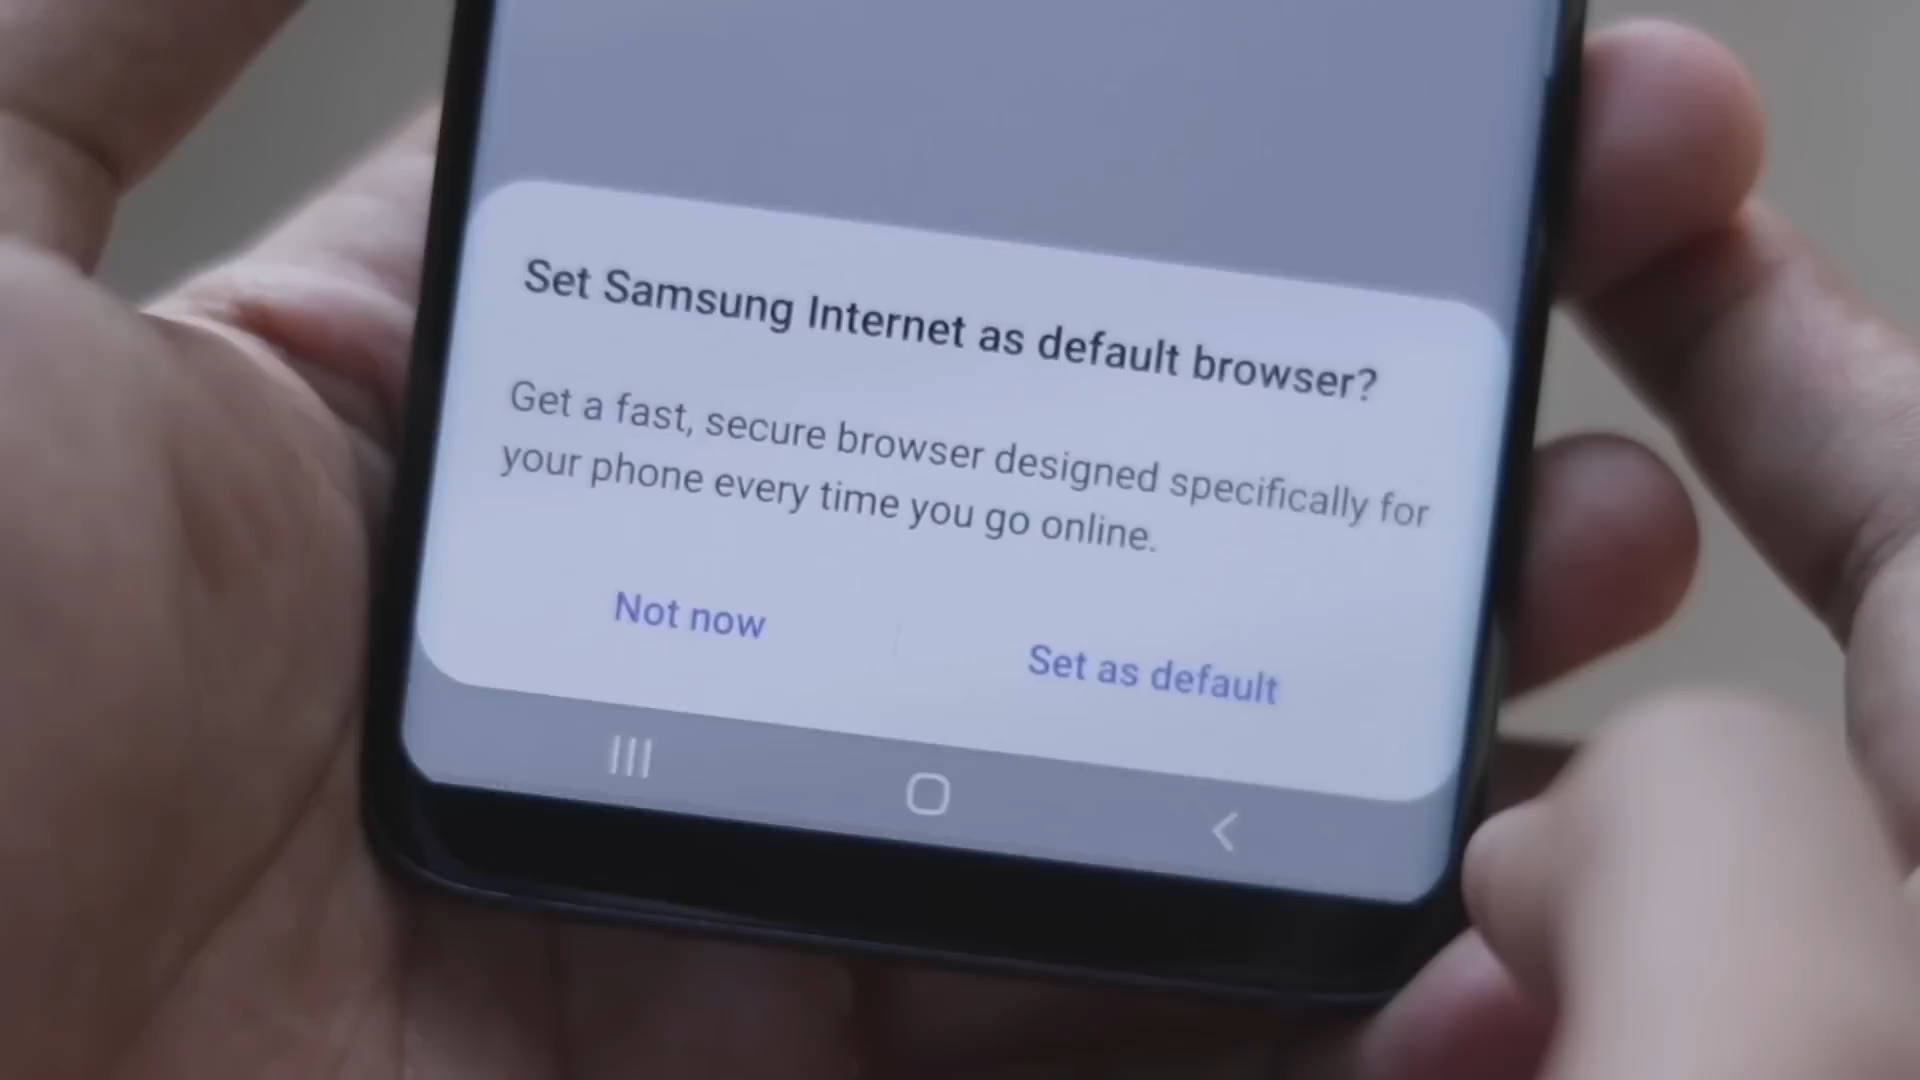 Set Samsung Internet as default browser?
Get a fast, secure browser designed specifically for
your phone every time you go online.
Not now
Set as default